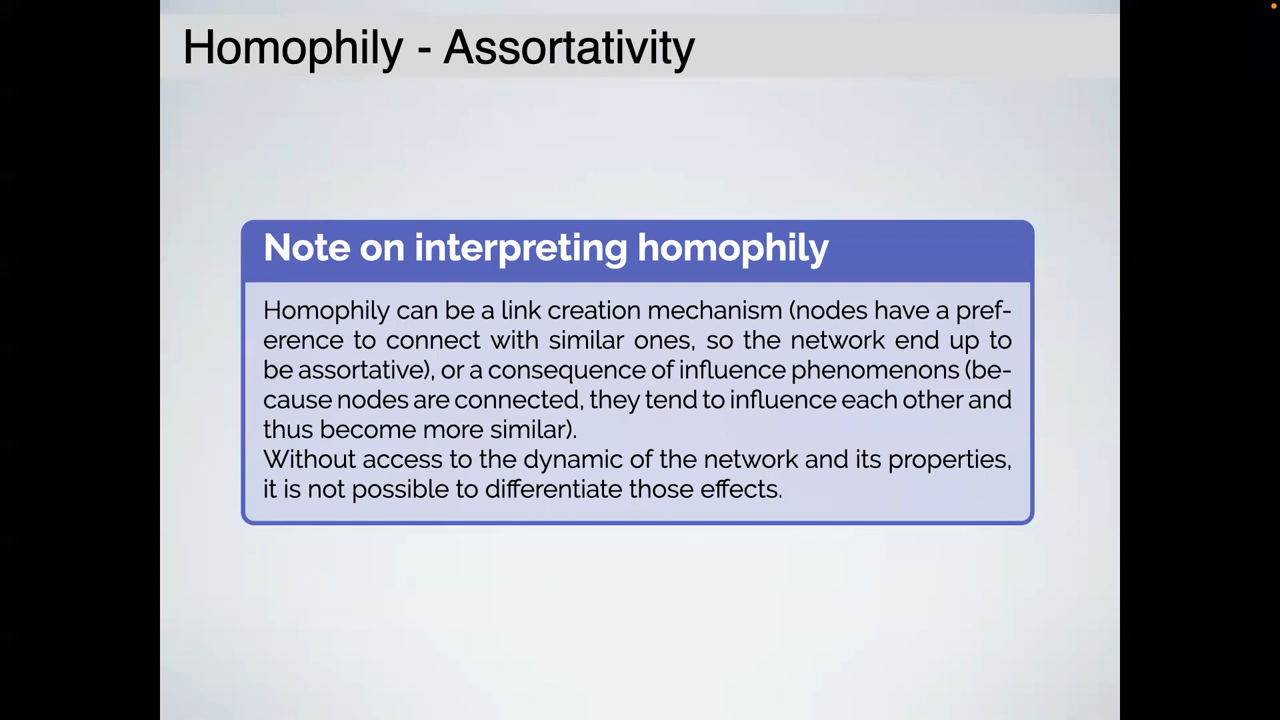 Homophily - Assortativity
Note on interpreting homophily
Homophily can be a link creation mechanism (nodes have a pref-
erence to connect with similar ones, so the network end up to
be assortative), or a consequence of influence phenomenons (be-
cause nodes are connected, they tend to influence each other and
thus become more similar).
Without access to the dynamic of the network and its properties,
it is not possible to differentiate those effects.